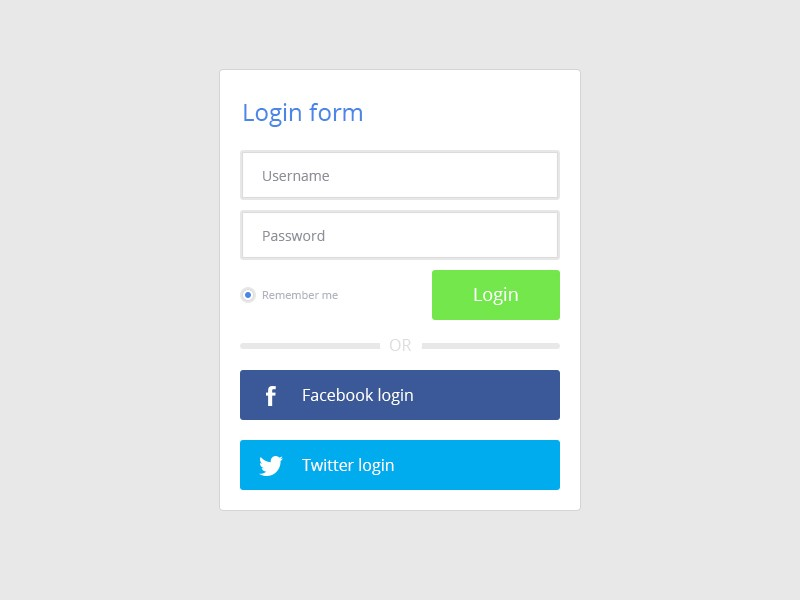 Login form
Username
Password
Remember me
Login
OR
Facebook login
Twitter login